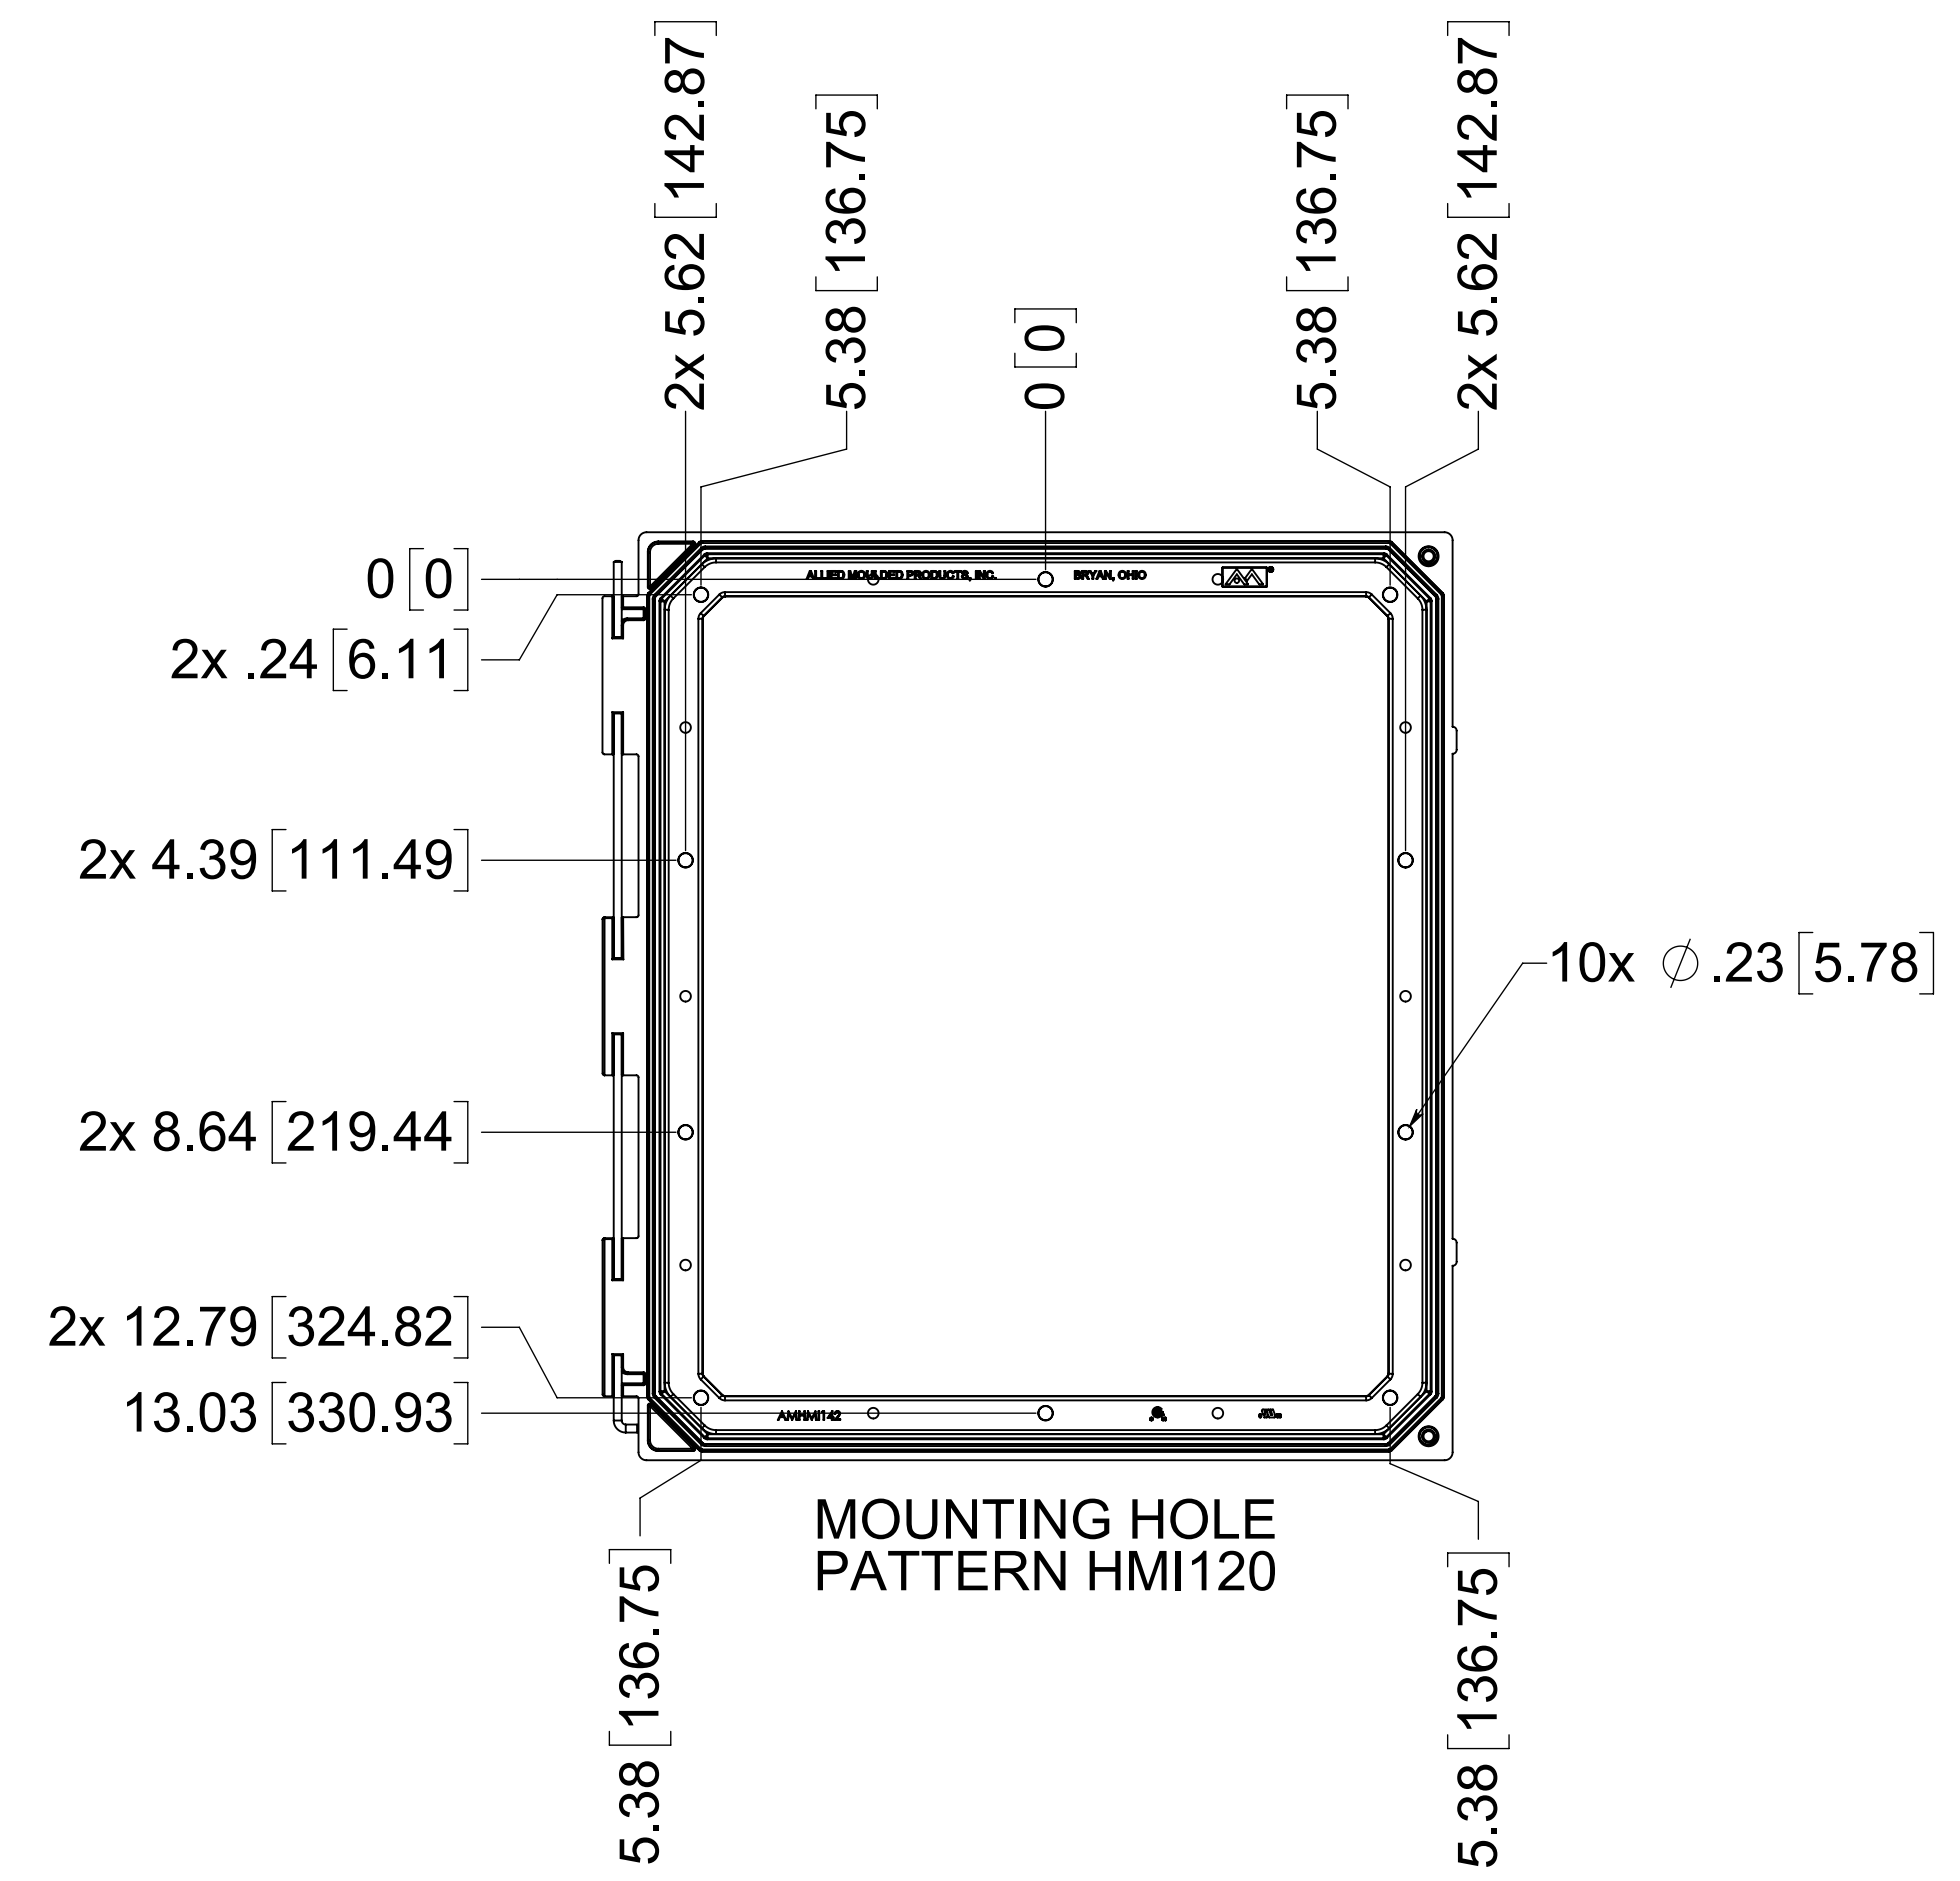 2x 5.62 [142.87]
5.38 [136.75]
0 [0]
5.38 [136.75]
2x 5.62 [142.87]
0 [0]
2x .24 [6.11]
2x 4.39 [111.49]
2x 8.64 [219.44]
2x 12.79 [324.82]
13.03 [330.93]
ALLIED MOULDED PRODUCTS, INC.
BRYAN, OHIO
®
10x ∅ .23 [5.78]
AMHMI142
MOUNTING HOLE
PATTERN HMI120
5.38 [136.75]
5.38 [136.75]